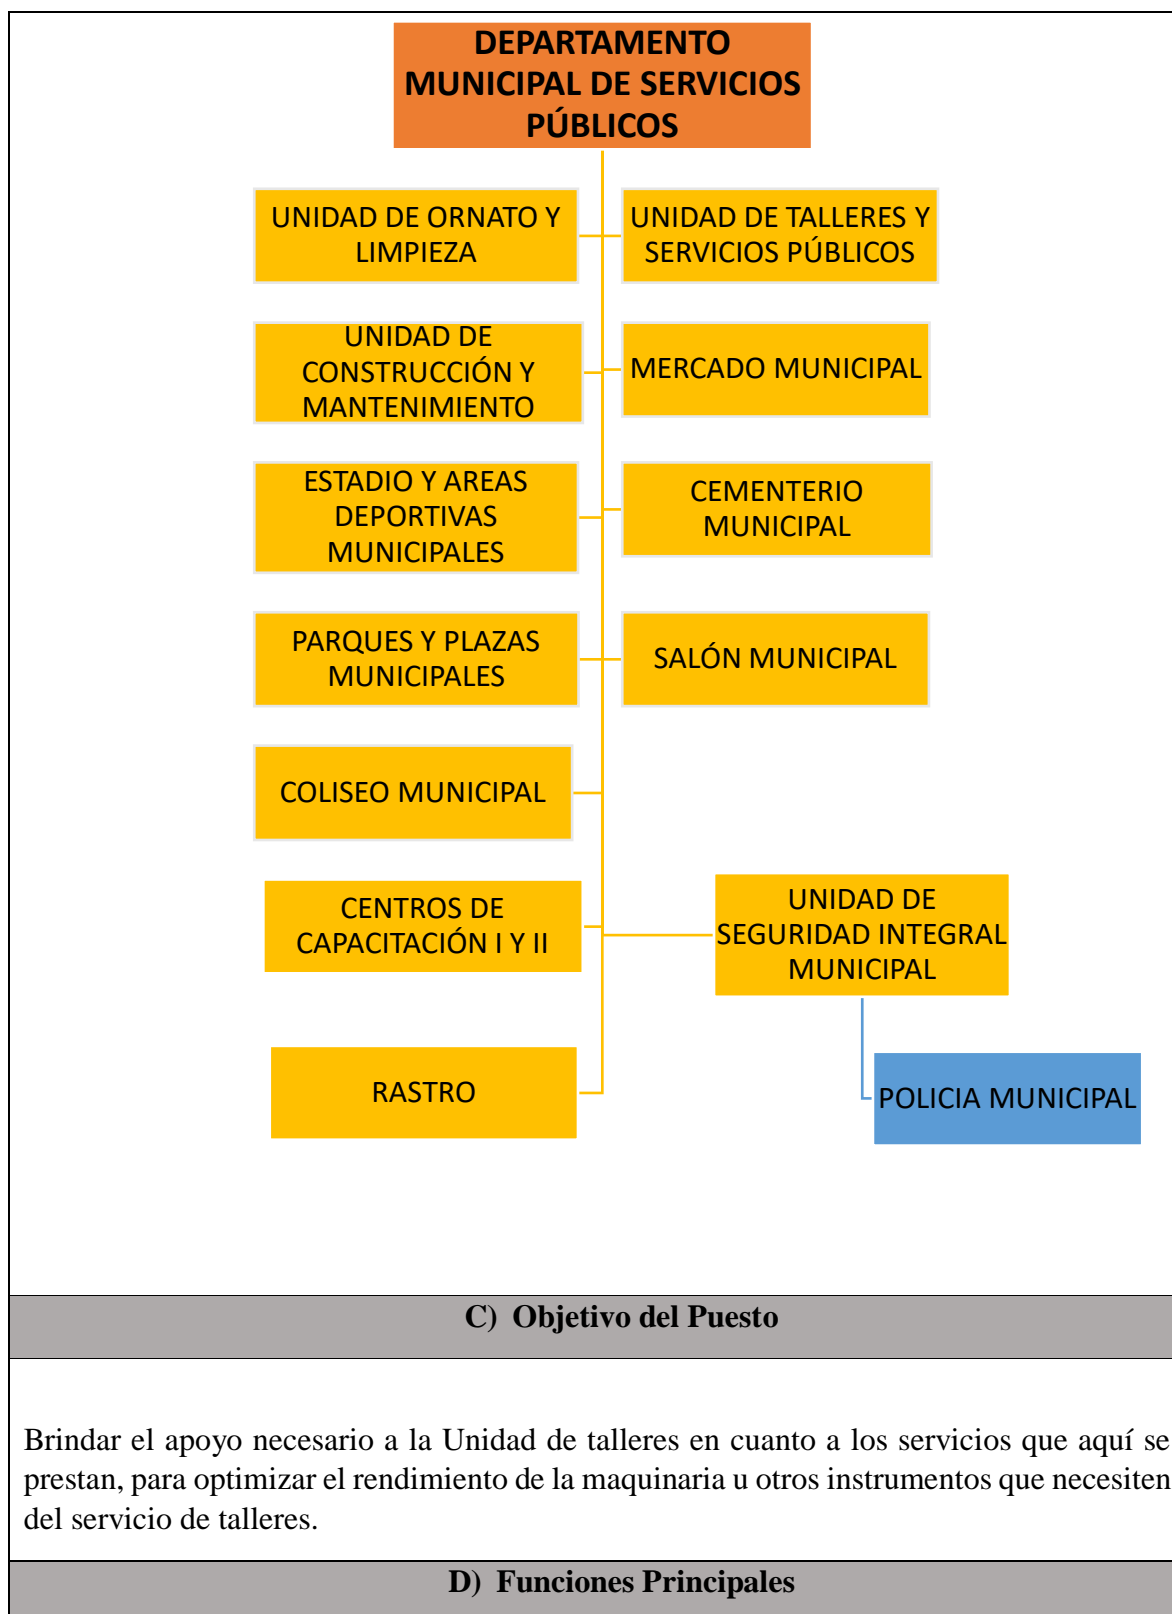 DEPARTAMENTO
MUNICIPAL DE SERVICIOS
PÚBLICOS
UNIDAD DE ORNATO Y
LIMPIEZA
UNIDAD DE TALLERES Y
SERVICIOS PÚBLICOS
UNIDAD DE
CONSTRUCCIÓN Y
MANTENIMIENTO
MERCADO MUNICIPAL
ESTADIO Y AREAS
DEPORTIVAS
MUNICIPALES
CEMENTERIO
MUNICIPAL
PARQUES Y PLAZAS
MUNICIPALES
SALÓN MUNICIPAL
COLISEO MUNICIPAL
CENTROS DE
CAPACITACIÓN I Y II
UNIDAD DE
SEGURIDAD INTEGRAL
MUNICIPAL
RASTRO
POLICIA MUNICIPAL
C) Objetivo del Puesto
Brindar el apoyo necesario a la Unidad de talleres en cuanto a los servicios que aquí se
prestan, para optimizar el rendimiento de la maquinaria u otros instrumentos que necesiten
del servicio de talleres.
D) Funciones Principales